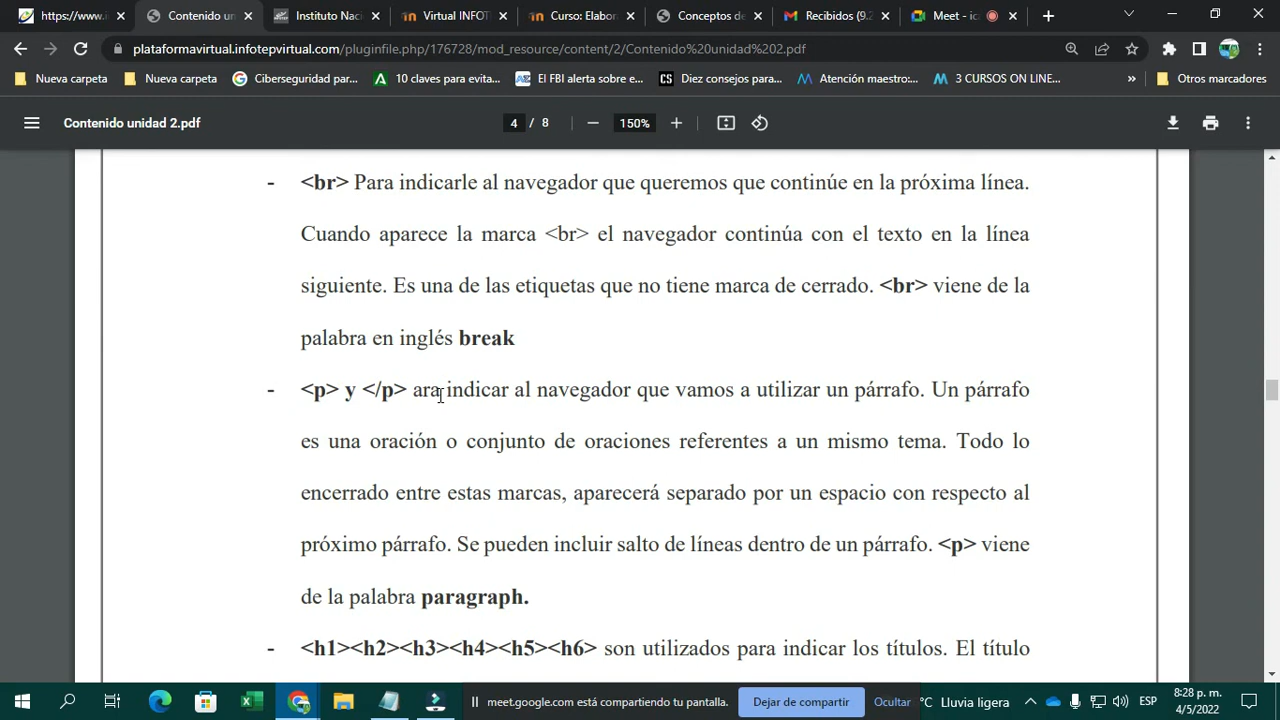 https://www.i
Contenido un
Instituto Nac
Virtual INFOT
Curso: Elabor
Conceptos de
Recibidos (9.2
Meet - ic
plataformavirtual.infotepvirtual.com/pluginfile.php/176728/mod_resource/content/2/Contenido%20unidad%202.pdf
Nueva carpeta
Nueva carpeta
Ciberseguridad par...
10 claves para evita...
El FBI alerta sobre e...
Diez consejos para...
Atención maestro:...
3 CURSOS ON LINE...
»
Otros marcadores
Contenido unidad 2.pdf
4 / 8
150%
- <br> Para indicarle al navegador que queremos que continúe en la próxima línea.
Cuando aparece la marca <br> el navegador continúa con el texto en la línea
siguiente. Es una de las etiquetas que no tiene marca de cerrado. <br> viene de la
palabra en inglés break
- <p> y </p> ara indicar al navegador que vamos a utilizar un párrafo. Un párrafo
es una oración o conjunto de oraciones referentes a un mismo tema. Todo lo
encerrado entre estas marcas, aparecerá separado por un espacio con respecto al
próximo párrafo. Se pueden incluir salto de líneas dentro de un párrafo. <p> viene
de la palabra paragraph.
- <h1><h2><h3><h4><h5><h6> son utilizados para indicar los títulos. El título
meet.google.com está compartiendo tu pantalla.
Dejar de compartir
Ocultar
°C Lluvia ligera
ESP
8:28 p. m.
4/5/2022